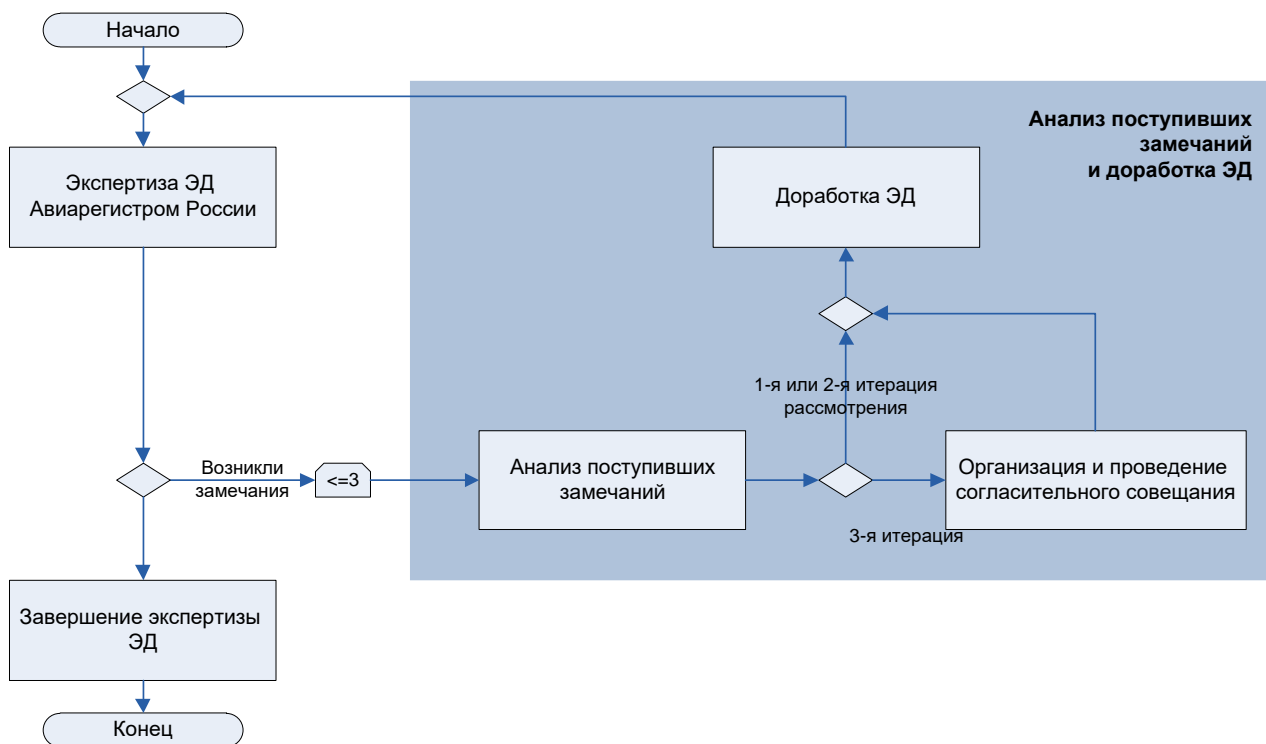 Начало
Анализ поступивших
замечаний
и доработка ЭД
Экспертиза ЭД
Авиарегистром России
Доработка ЭД
1-я или 2-я итерация
рассмотрения
Возникли
замечания
<=3
Анализ поступивших
замечаний
Организация и проведение
согласительного совещания
3-я итерация
Завершение экспертизы
ЭД
Конец